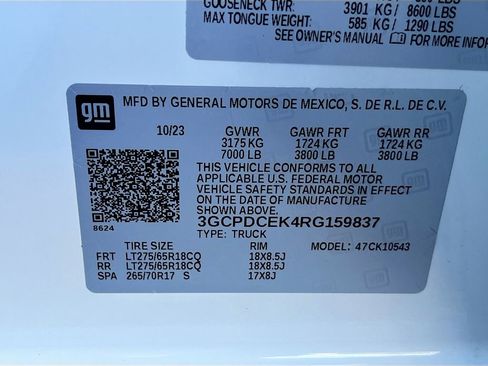 GOOSENECK TWR:
3901 KG / 8600 LBS
MAX TONGUE WEIGHT: 585 KG / 1290 LBS
SEE OWNER'S MANUAL FOR MORE INFOR
gm
MFD BY GENERAL MOTORS DE MEXICO, S. DE R.L. DE C.V.
10/23 GVWR GAWR FRT GAWR RR
3175 KG 1724 KG 1724 KG
7000 LB 3800 LB 3800 LB
THIS VEHICLE CONFORMS TO ALL
APPLICABLE U.S. FEDERAL MOTOR
VEHICLE SAFETY STANDARDS IN EFFECT
ON THE DATE OF MANUFACTURE
SHOWN ABOVE.
8624
3GCPDCEK4RG159837
TYPE: TRUCK
MODEL: 47CK10543
TIRE SIZE RIM
FRT LT275/65R18CQ 18X8.5J
RR LT275/65R18CQ 18X8.5J
SPA 265/70R17 S 17X8J